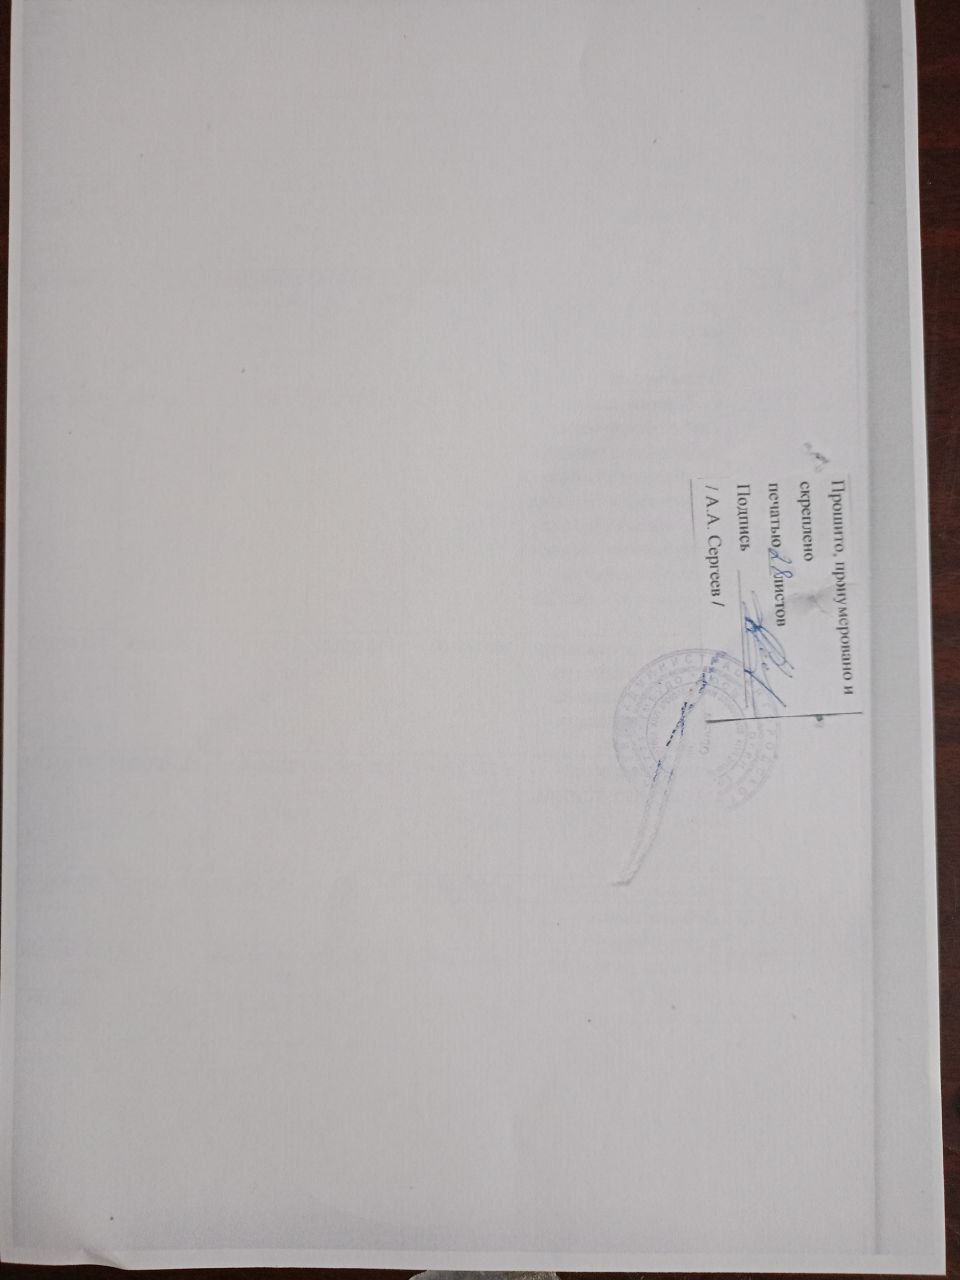 Прошито, пронумеровано и
скреплено
печатью 28 листов
Подпись
/ А.А. Сергеев /